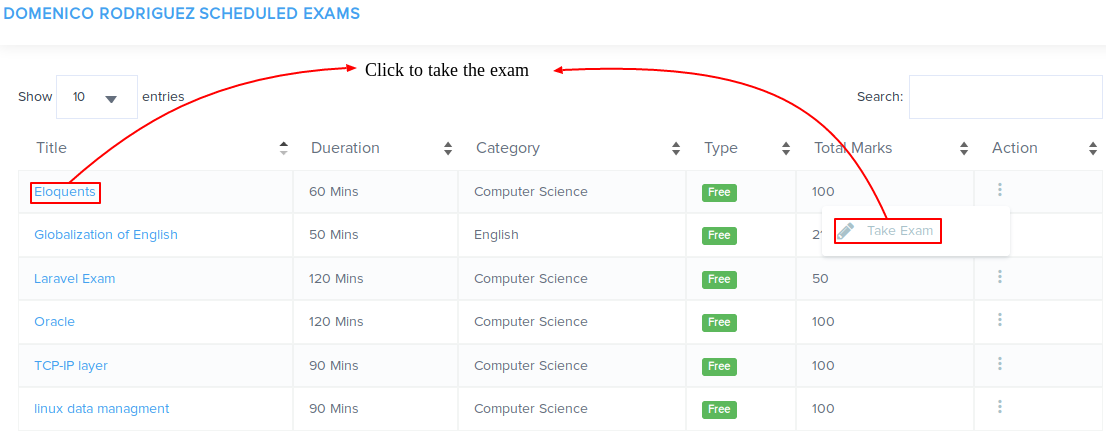 DOMENICO RODRIGUEZ SCHEDULED EXAMS
Click to take the exam
Show 10 entries Search:
Title Dueration Category Type Total Marks Action
Eloquents 60 Mins Computer Science Free 100
Take Exam
Globalization of English 50 Mins English Free
Laravel Exam 120 Mins Computer Science Free 50
Oracle 120 Mins Computer Science Free 100
TCP-IP layer 90 Mins Computer Science Free 100
linux data managment 90 Mins Computer Science Free 100